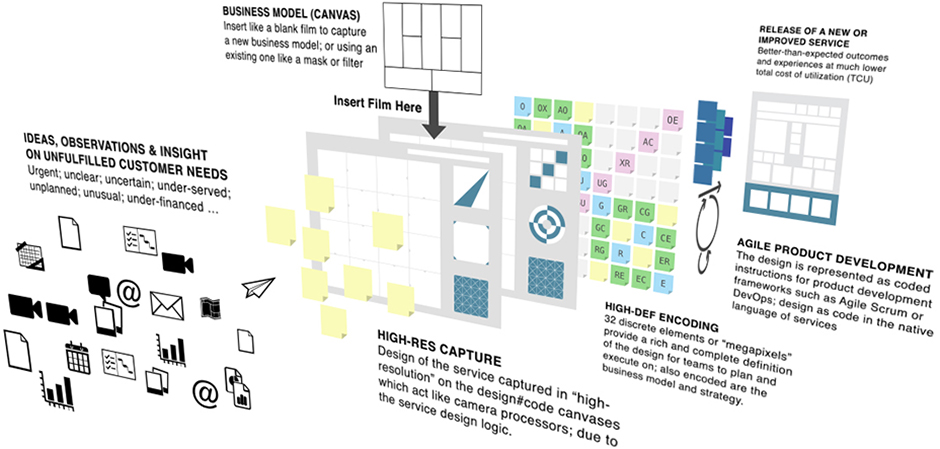 BUSINESS MODEL (CANVAS)
Insert like a blank film to capture
a new business model; or using an
existing one like a mask or filter
Insert Film Here
RELEASE OF A NEW OR
IMPROVED SERVICE
Better-than-expected outcomes
and experiences at much lower
total cost of utilization (TCU)
IDEAS, OBSERVATIONS & INSIGHT
ON UNFULFILLED CUSTOMER NEEDS
Urgent; unclear; uncertain; under-served;
unplanned; unusual; under-financed ...
O OX AO OE
A OA AC
O XR
U UG
U G GR CG
GC C CE
RG R ER
RE EC E
@
@
HIGH-RES CAPTURE
Design of the service captured in “high-
resolution” on the design#code canvases
which act like camera processors; due to
the service design logic.
HIGH-DEF ENCODING
32 discrete elements or “megapixels”
provide a rich and complete definition
of the design for teams to plan and
execute on; also encoded are the
business model and strategy.
AGILE PRODUCT DEVELOPMENT
The design is represented as coded
instructions for product development
frameworks such as Agile Scrum or
DevOps; design as code in the native
language of services